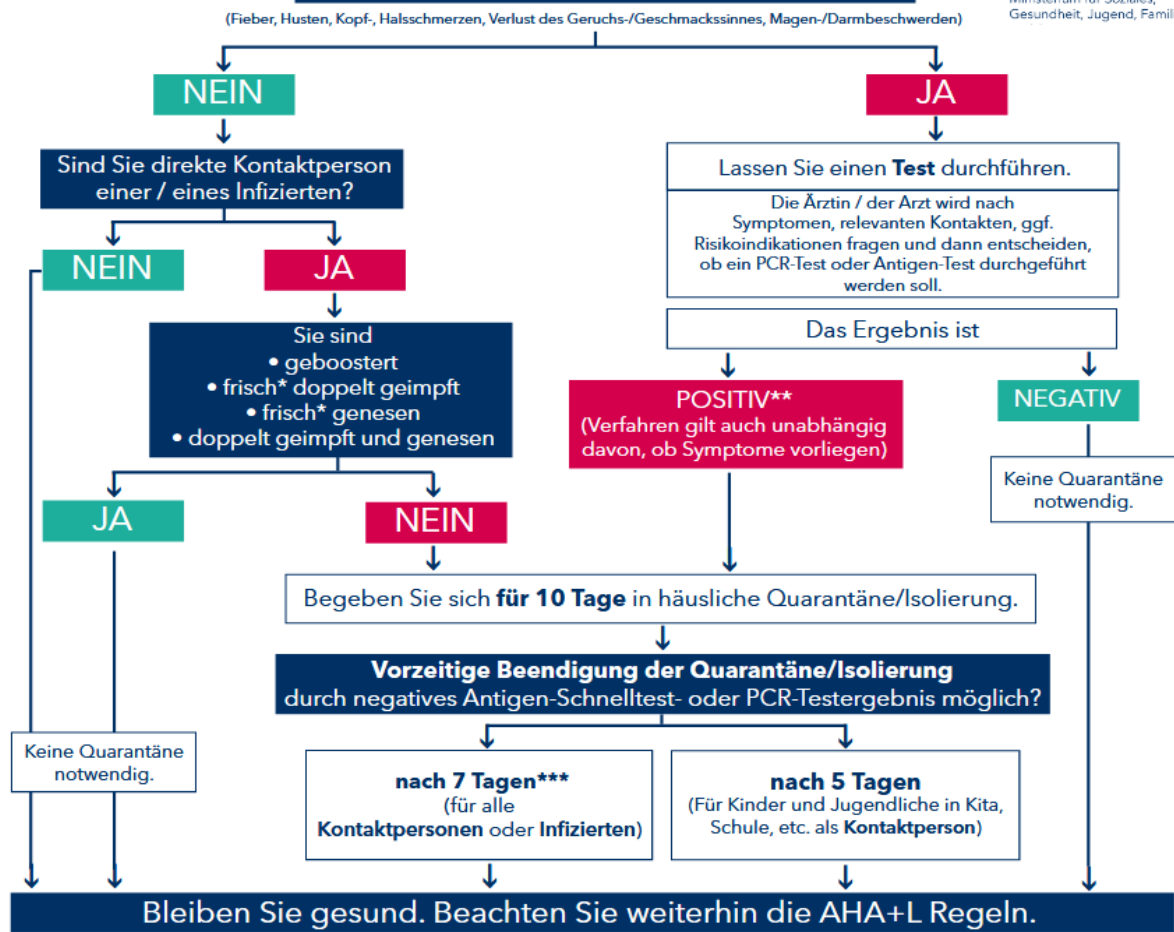 Ministerium für Soziales,
Gesundheit, Jugend, Famil
(Fieber, Husten, Kopf-, Halsschmerzen, Verlust des Geruchs-/Geschmackssinnes, Magen-/Darmbeschwerden)
NEIN
JA
Sind Sie direkte Kontaktperson
einer / eines Infizierten?
Lassen Sie einen Test durchführen.
Die Ärztin / der Arzt wird nach
Symptomen, relevanten Kontakten, ggf.
Risikoindikationen fragen und dann entscheiden,
ob ein PCR-Test oder Antigen-Test durchgeführt
werden soll.
NEIN
JA
Das Ergebnis ist
Sie sind
• geboostert
• frisch* doppelt geimpft
• frisch* genesen
• doppelt geimpft und genesen
POSITIV**
(Verfahren gilt auch unabhängig
davon, ob Symptome vorliegen)
NEGATIV
Keine Quarantäne
notwendig.
JA
NEIN
Begeben Sie sich für 10 Tage in häusliche Quarantäne/Isolierung.
Vorzeitige Beendigung der Quarantäne/Isolierung
durch negatives Antigen-Schnelltest- oder PCR-Testergebnis möglich?
Keine Quarantäne
notwendig.
nach 7 Tagen***
(für alle
Kontaktpersonen oder Infizierten)
nach 5 Tagen
(Für Kinder und Jugendliche in Kita,
Schule, etc. als Kontaktperson)
Bleiben Sie gesund. Beachten Sie weiterhin die AHA+L Regeln.